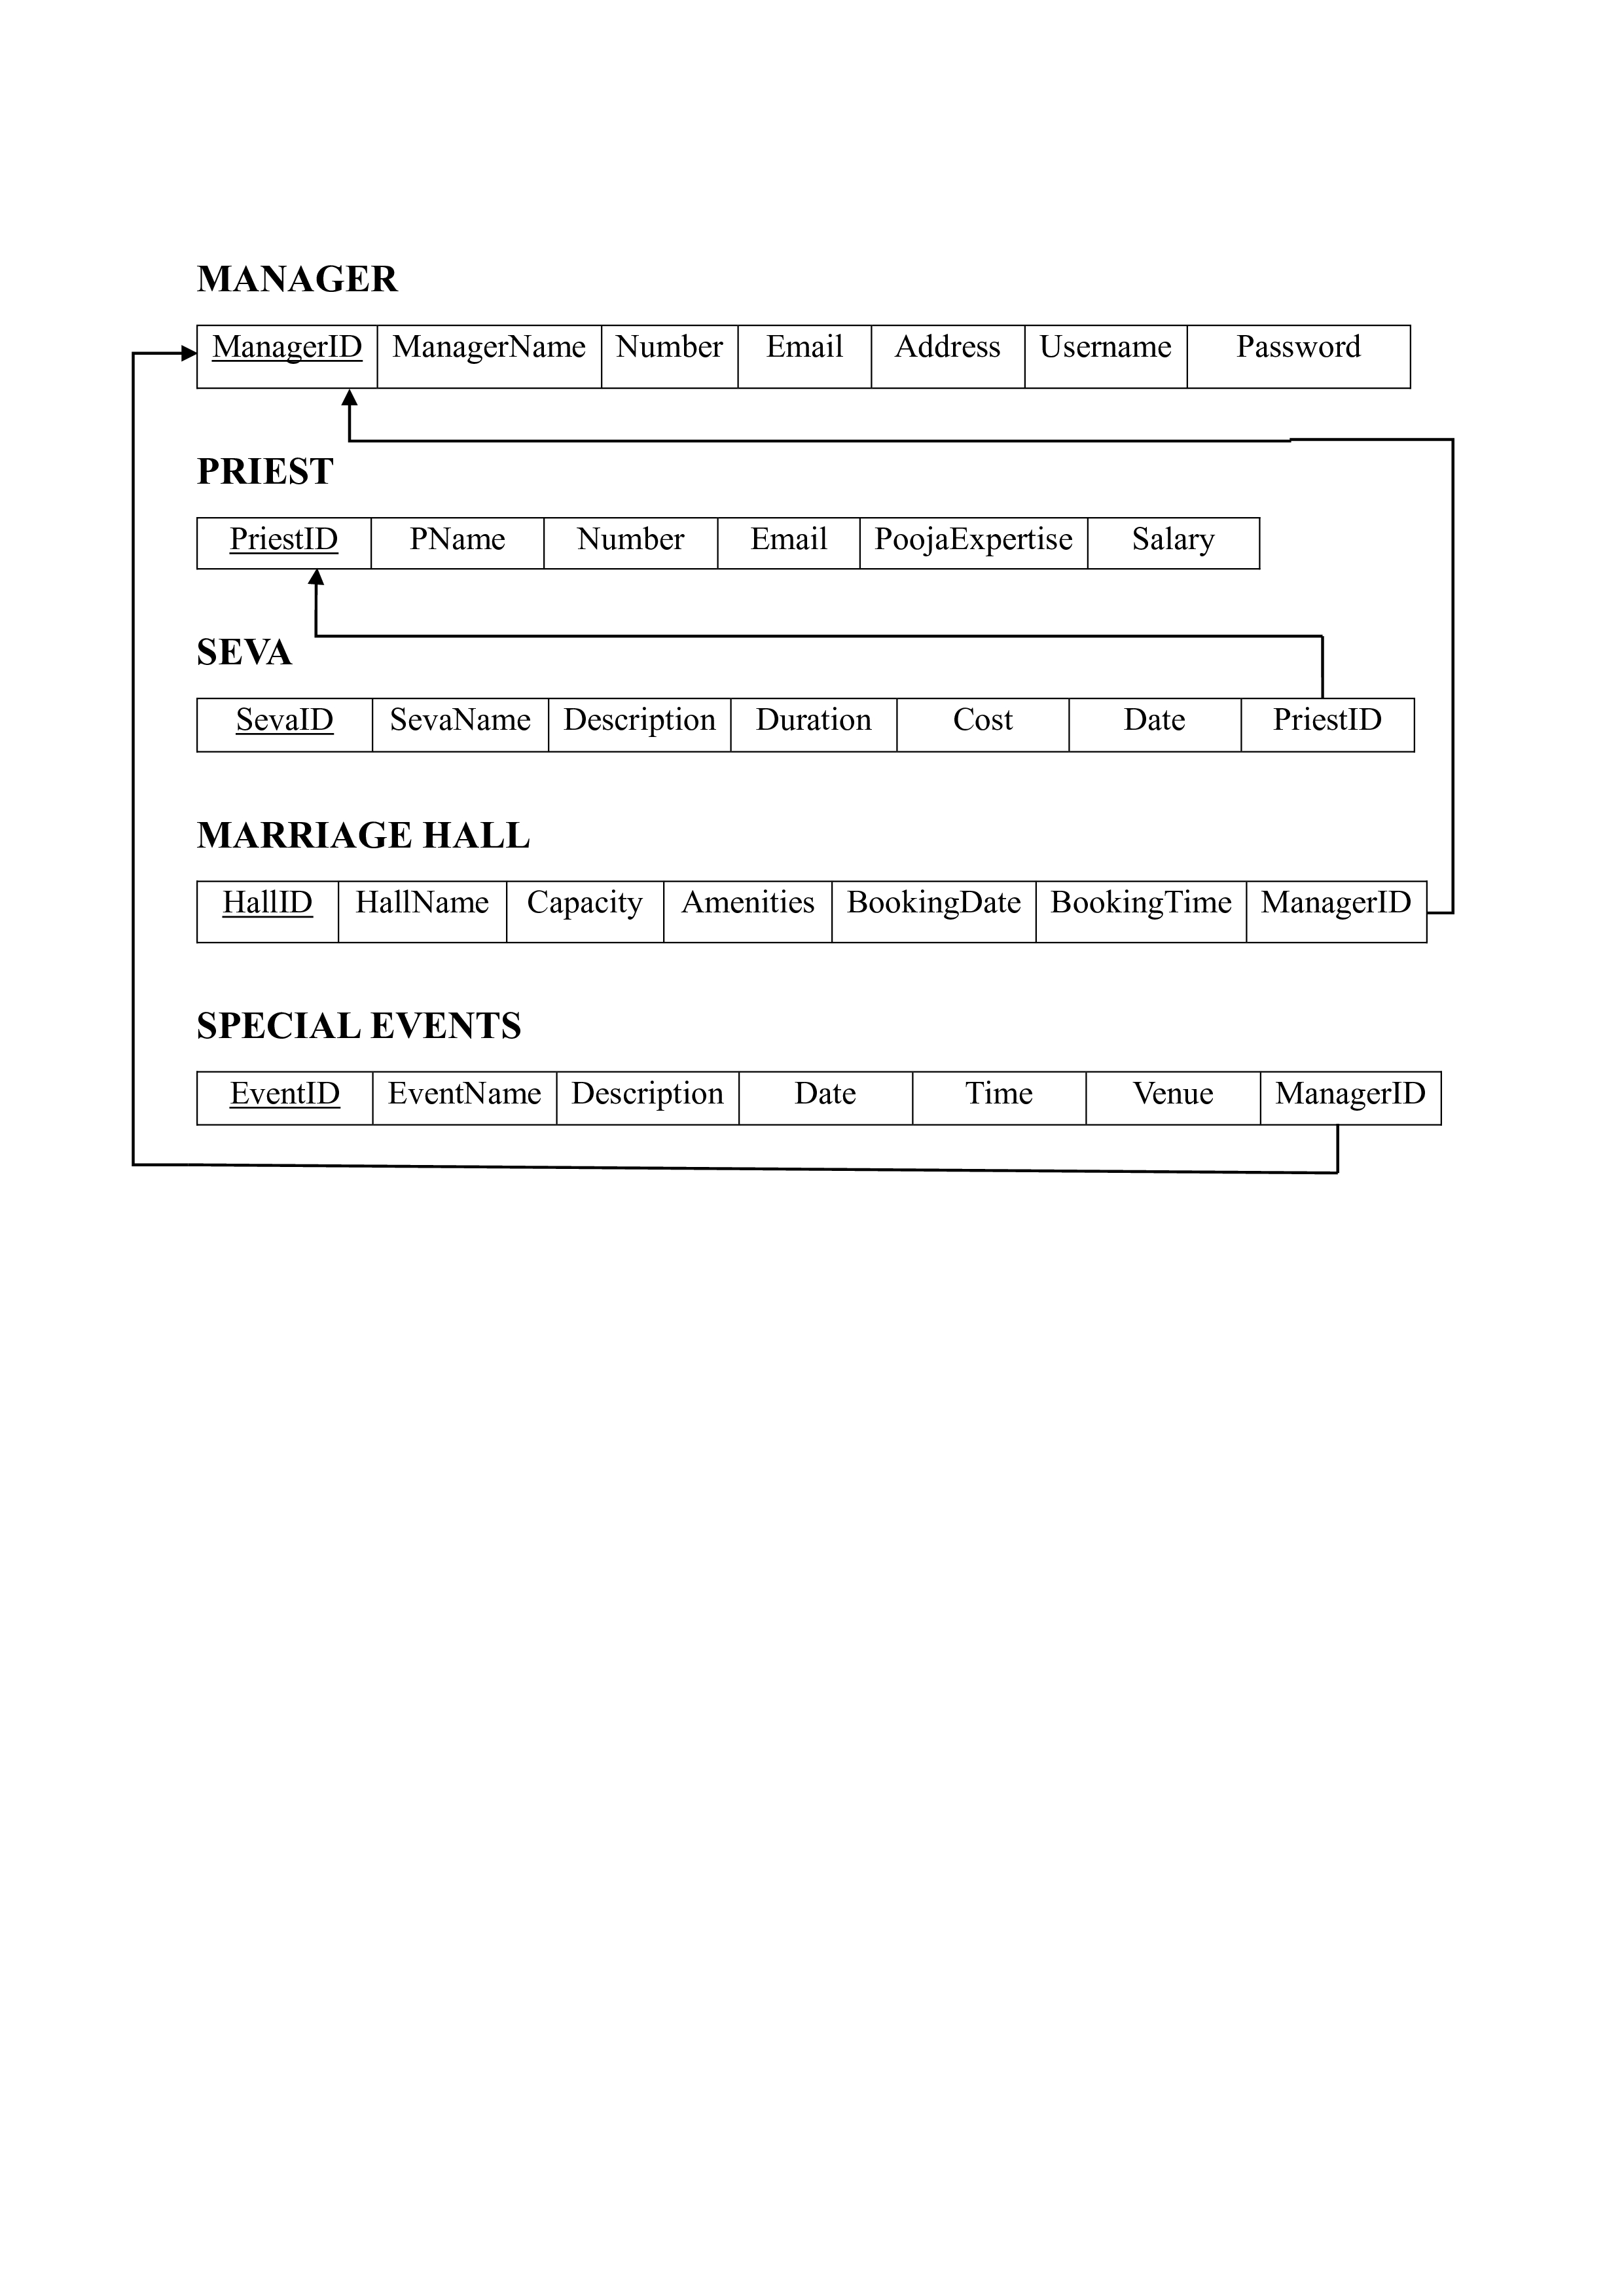 MANAGER
ManagerID ManagerName Number Email Address Username Password
PRIEST
PriestID PName Number Email PoojaExpertise Salary
SEVA
SevaID SevaName Description Duration Cost Date PriestID
MARRIAGE HALL
HallID HallName Capacity Amenities BookingDate BookingTime ManagerID
SPECIAL EVENTS
EventID EventName Description Date Time Venue ManagerID